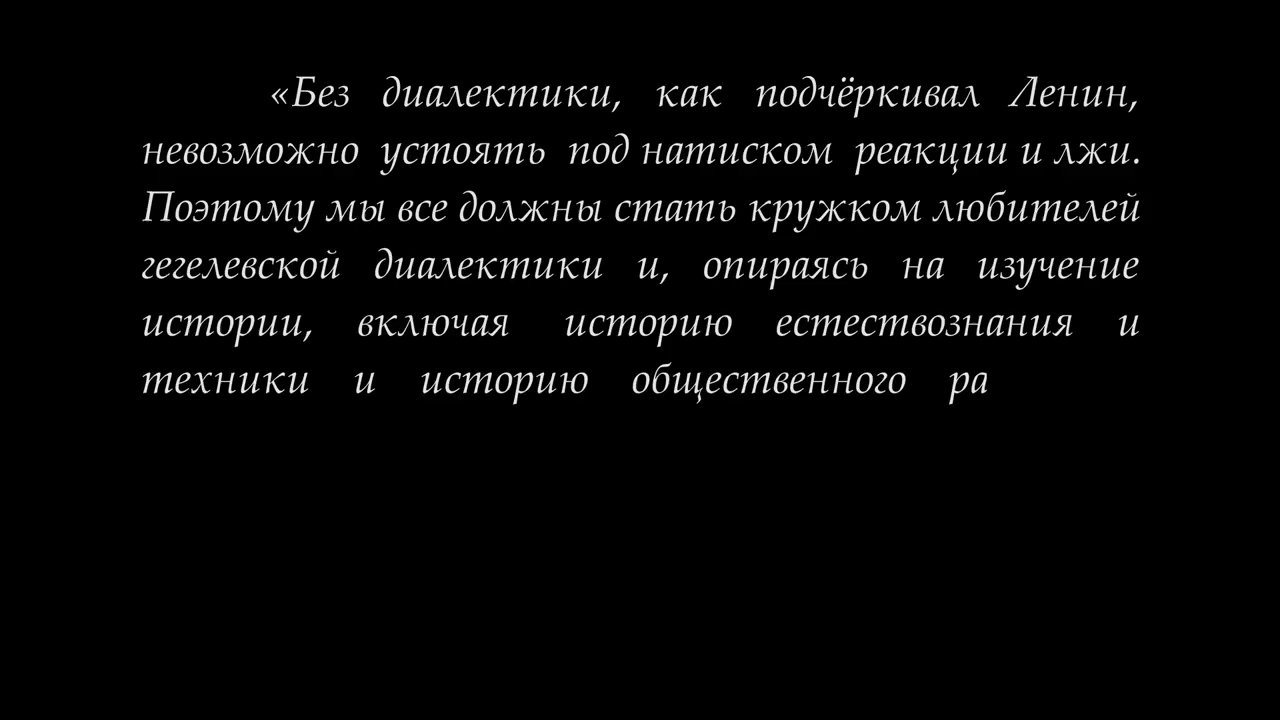 «Без диалектики, как подчёркивал Ленин,
невозможно устоять под натиском реакции и лжи.
Поэтому мы все должны стать кружком любителей
гегелевской диалектики и, опираясь на изучение
истории, включая историю естествознания и
техники и историю общественного ра